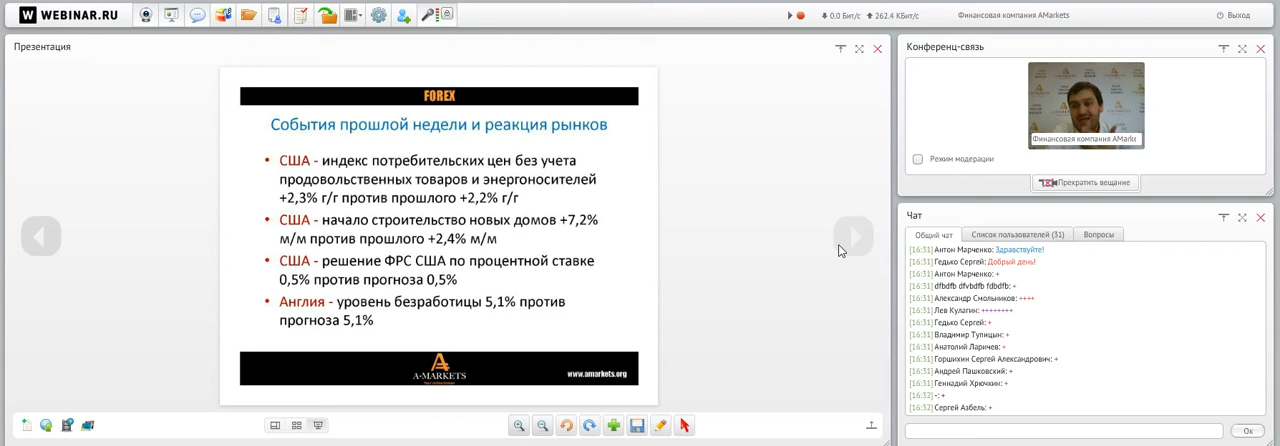 W WEBINAR.RU
0.0 Бит/с
262.4 КБит/с
Финансовая компания AMarkets
Выход
Презентация
FOREX
События прошлой недели и реакция рынков
• США - индекс потребительских цен без учета
продовольственных товаров и энергоносителей
+2,3% г/г против прошлого +2,2% г/г
• США - начало строительство новых домов +7,2%
м/м против прошлого +2,4% м/м
• США - решение ФРС США по процентной ставке
0,5% против прогноза 0,5%
• Англия - уровень безработицы 5,1% против
прогноза 5,1%
A-MARKETS
www.amarkets.org
Конференц-связь
Финансовая компания AMarke
Режим модерации
Прекратить вещание
Чат
Общий чат
Список пользователей (31)
Вопросы
[16:31] Антон Марченко: Здравствуйте!
[16:31] Гедько Сергей: Добрый день!
[16:31] Антон Марченко: +
[16:31] dfbdfb dfvbdfb fdbdfb: +
[16:31] Александр Смольников: ++++
[16:31] Лев Кулагин: ++++++++
[16:31] Гедько Сергей: +
[16:31] Владимир Тупицын: +
[16:31] Анатолий Ларичев: +
[16:31] Горшихин Сергей Александрович: +
[16:31] Андрей Пашковский: +
[16:31] Геннадий Хрючкин: +
[16:32] -: +
[16:32] Сергей Азбель: +
Ок